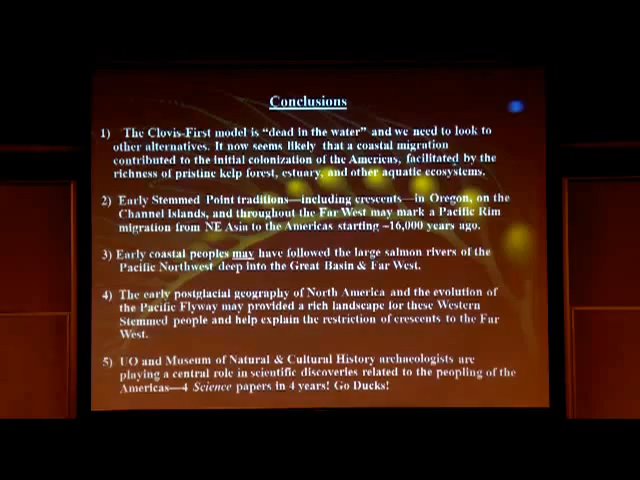 Conclusions
1) The Clovis-First model is "dead in the water" and we need to look to
other alternatives. It now seems likely that a coastal migration
contributed to the initial colonization of the Americas, facilitated by the
richness of pristine kelp forest, estuary, and other aquatic ecosystems.
2) Early Stemmed Point traditions—including crescents—in Oregon, on the
Channel Islands, and throughout the Far West may mark a Pacific Rim
migration from NE Asia to the Americas starting ~16,000 years ago.
3) Early coastal peoples may have followed the large salmon rivers of the
Pacific Northwest deep into the Great Basin & Far West.
4) The early postglacial geography of North America and the evolution of
the Pacific Flyway may provided a rich landscape for these Western
Stemmed people and help explain the restriction of crescents to the Far
West.
5) UO and Museum of Natural & Cultural History archaeologists are
playing a central role in scientific discoveries related to the peopling of the
Americas—4 Science papers in 4 years! Go Ducks!